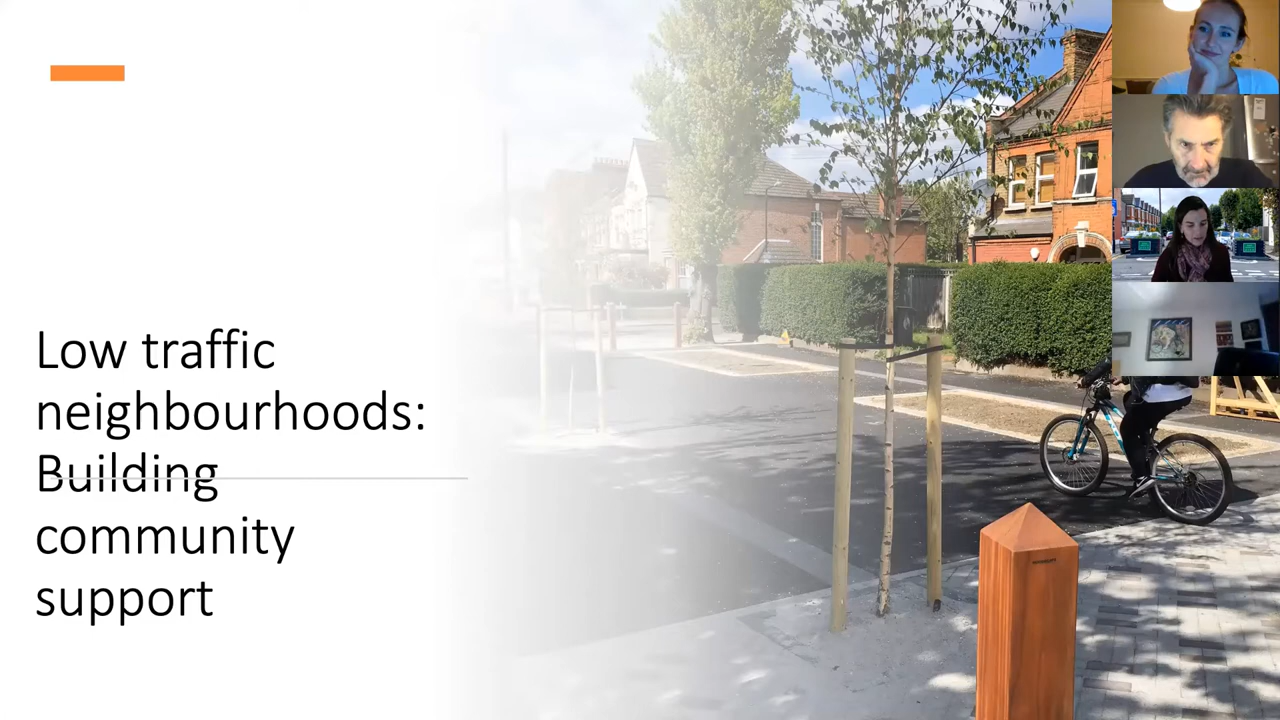 Low traffic
neighbourhoods:
Building
community
support